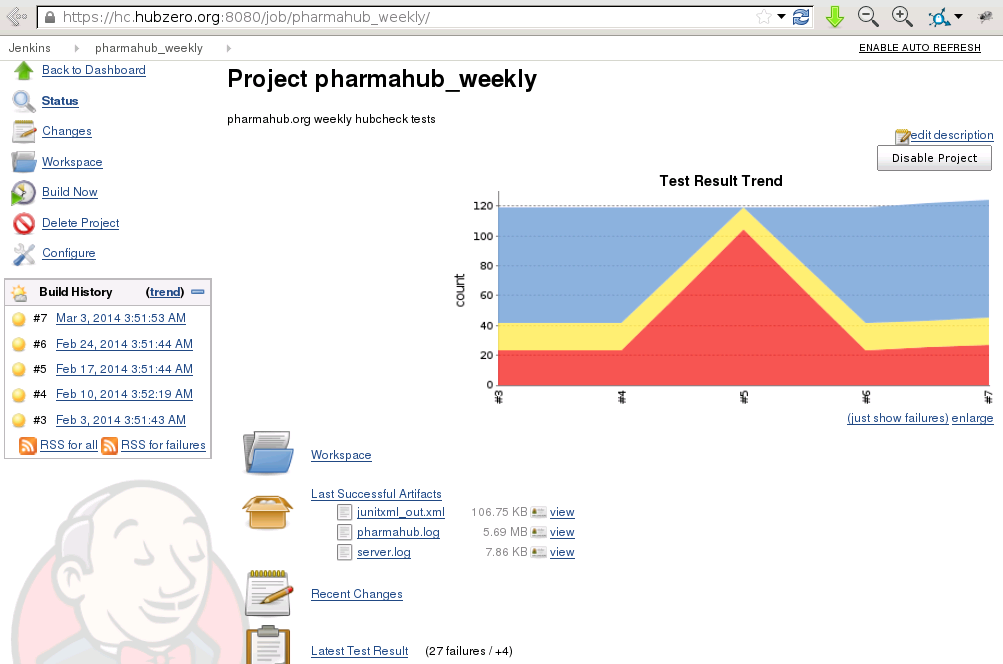 https://hc.hubzero.org:8080/job/pharmahub_weekly/
Jenkins pharmahub_weekly ENABLE AUTO REFRESH
Back to Dashboard
Status
Changes
Workspace
Build Now
Delete Project
Configure
Build History (trend)
#7 Mar 3, 2014 3:51:53 AM
#6 Feb 24, 2014 3:51:44 AM
#5 Feb 17, 2014 3:51:44 AM
#4 Feb 10, 2014 3:52:19 AM
#3 Feb 3, 2014 3:51:43 AM
RSS for all RSS for failures
Project pharmahub_weekly
pharmahub.org weekly hubcheck tests
edit description
Disable Project
Test Result Trend
120
100
80
60
40
20
0
count
#3 #4 #5 #6 #7
(just show failures) enlarge
Workspace
Last Successful Artifacts
junitxml_out.xml 106.75 KB view
pharmahub.log 5.69 MB view
server.log 7.86 KB view
Recent Changes
Latest Test Result (27 failures / +4)